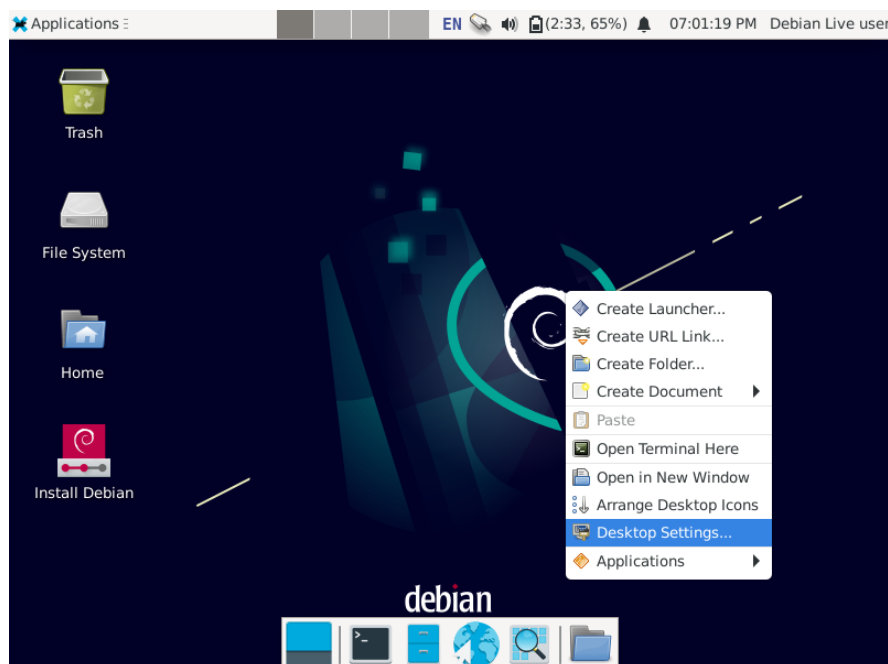 Applications
EN (2:33, 65%) 07:01:19 PM Debian Live user
Trash
File System
Home
Install Debian
Create Launcher...
Create URL Link...
Create Folder...
Create Document
Paste
Open Terminal Here
Open in New Window
Arrange Desktop Icons
Desktop Settings...
Applications
debian
>_